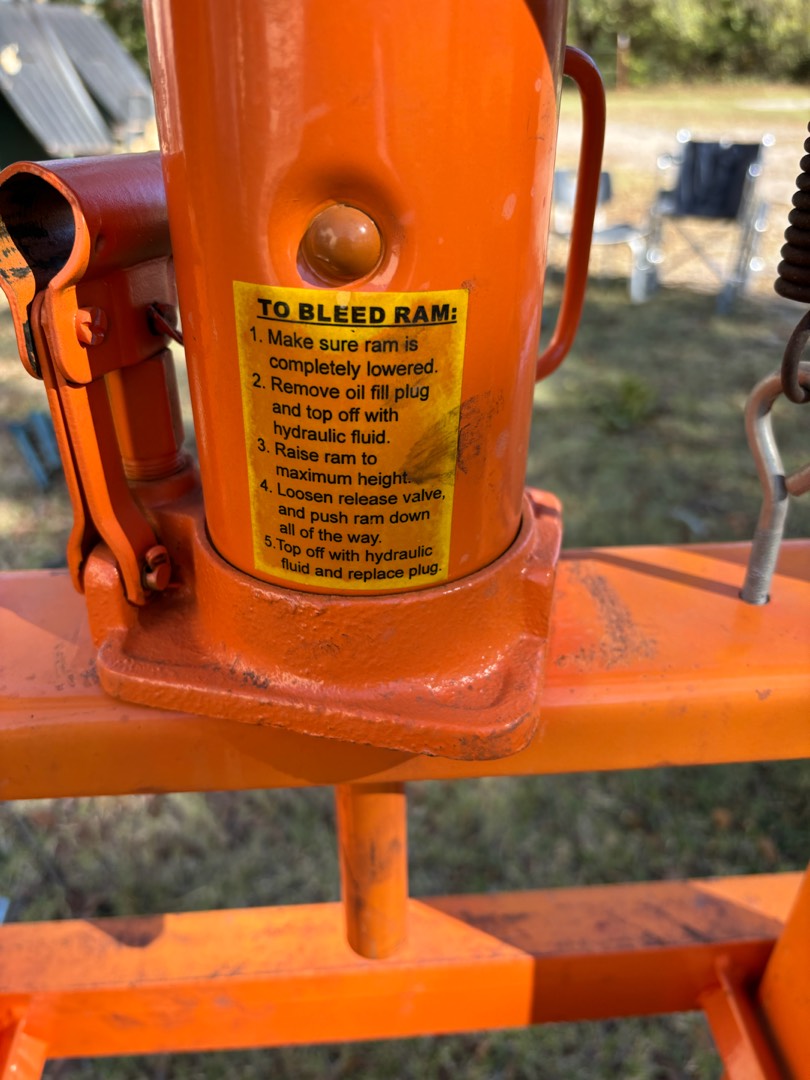 TO BLEED RAM:
1. Make sure ram is
completely lowered.
2. Remove oil fill plug
and top off with
hydraulic fluid.
3. Raise ram to
maximum height.
4. Loosen release valve,
and push ram down
all of the way.
5.Top off with hydraulic
fluid and replace plug.